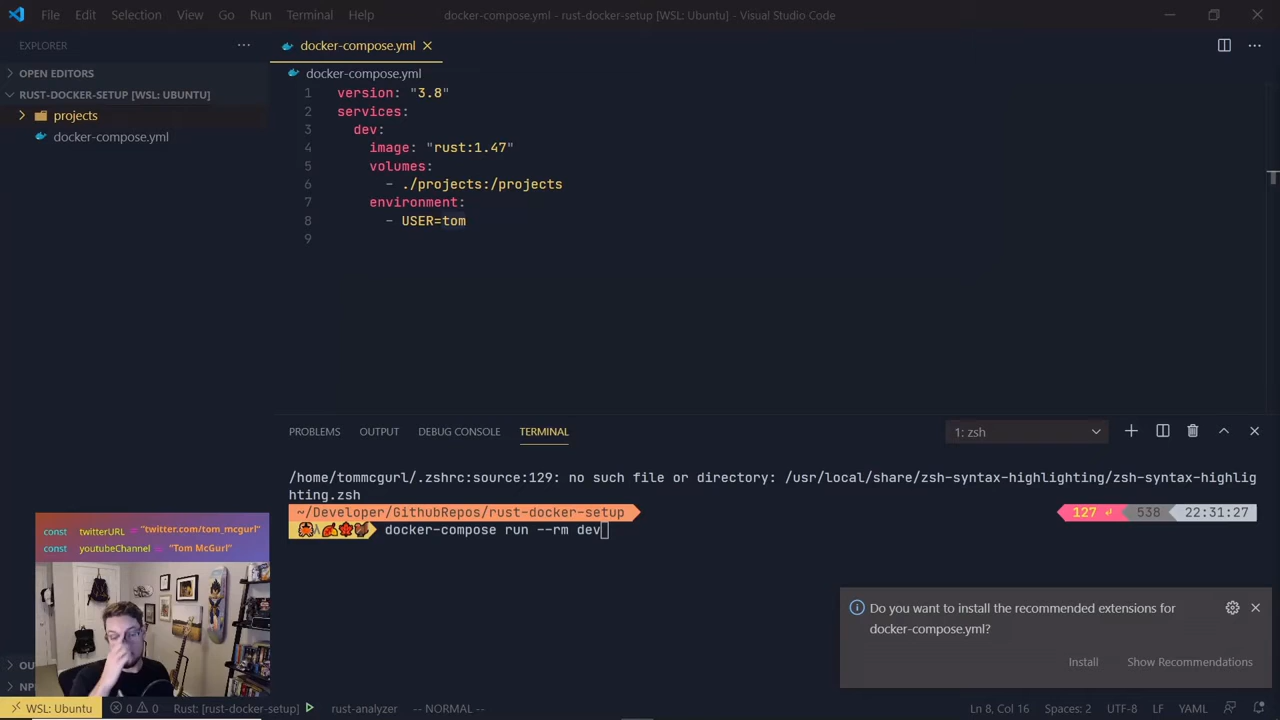 File Edit Selection View Go Run Terminal Help
docker-compose.yml - rust-docker-setup [WSL: Ubuntu] - Visual Studio Code
EXPLORER
OPEN EDITORS
RUST-DOCKER-SETUP [WSL: UBUNTU]
projects
docker-compose.yml
docker-compose.yml
docker-compose.yml
1 version: "3.8"
2 services:
3 dev:
4 image: "rust:1.47"
5 volumes:
6 - ./projects:/projects
7 environment:
8 - USER=tom
9
PROBLEMS OUTPUT DEBUG CONSOLE TERMINAL
1: zsh
/home/tommcgurl/.zshrc:source:129: no such file or directory: /usr/local/share/zsh-syntax-highlighting/zsh-syntax-highlig
hting.zsh
~/Developer/GithubRepos/rust-docker-setup 127 538 22:31:27
docker-compose run --rm dev
const twitterURL = "twitter.com/tom_mcgurl"
const youtubeChannel = "Tom McGurl"
Do you want to install the recommended extensions for
docker-compose.yml?
Install Show Recommendations
OU
NP
WSL: Ubuntu 0 0 Rust: [rust-docker-setup] rust-analyzer -- NORMAL -- Ln 8, Col 16 Spaces: 2 UTF-8 LF YAML